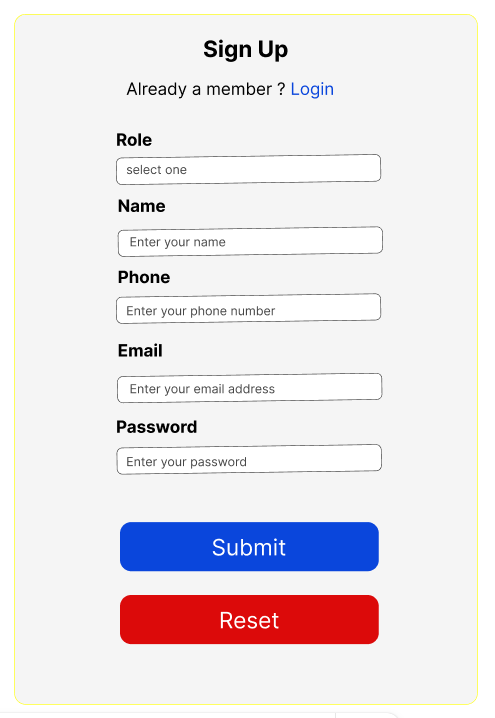 Sign Up
Already a member ? Login
Role
select one
Name
Enter your name
Phone
Enter your phone number
Email
Enter your email address
Password
Enter your password
Submit
Reset